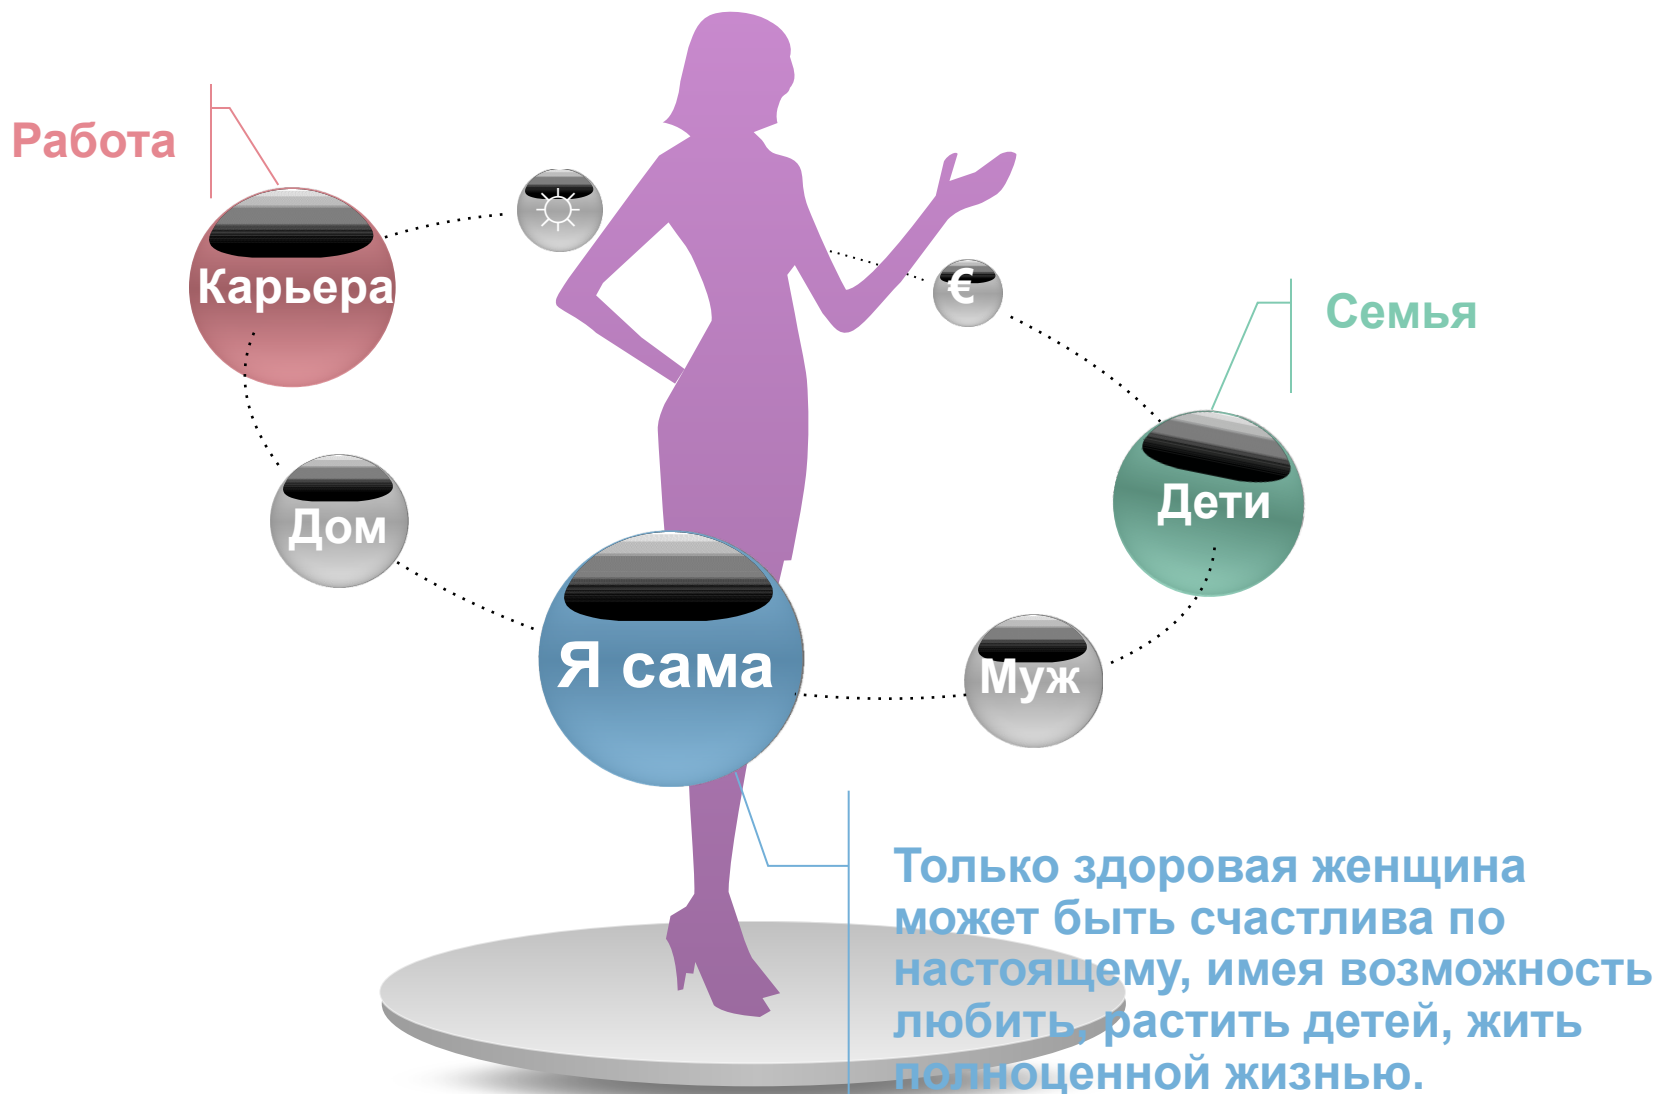 Работа
Карьера
€
Семья
Дети
Дом
Я сама
Муж
Только здоровая женщина
может быть счастлива по
настоящему, имея возможность
любить, растить детей, жить
полноценной жизнью.